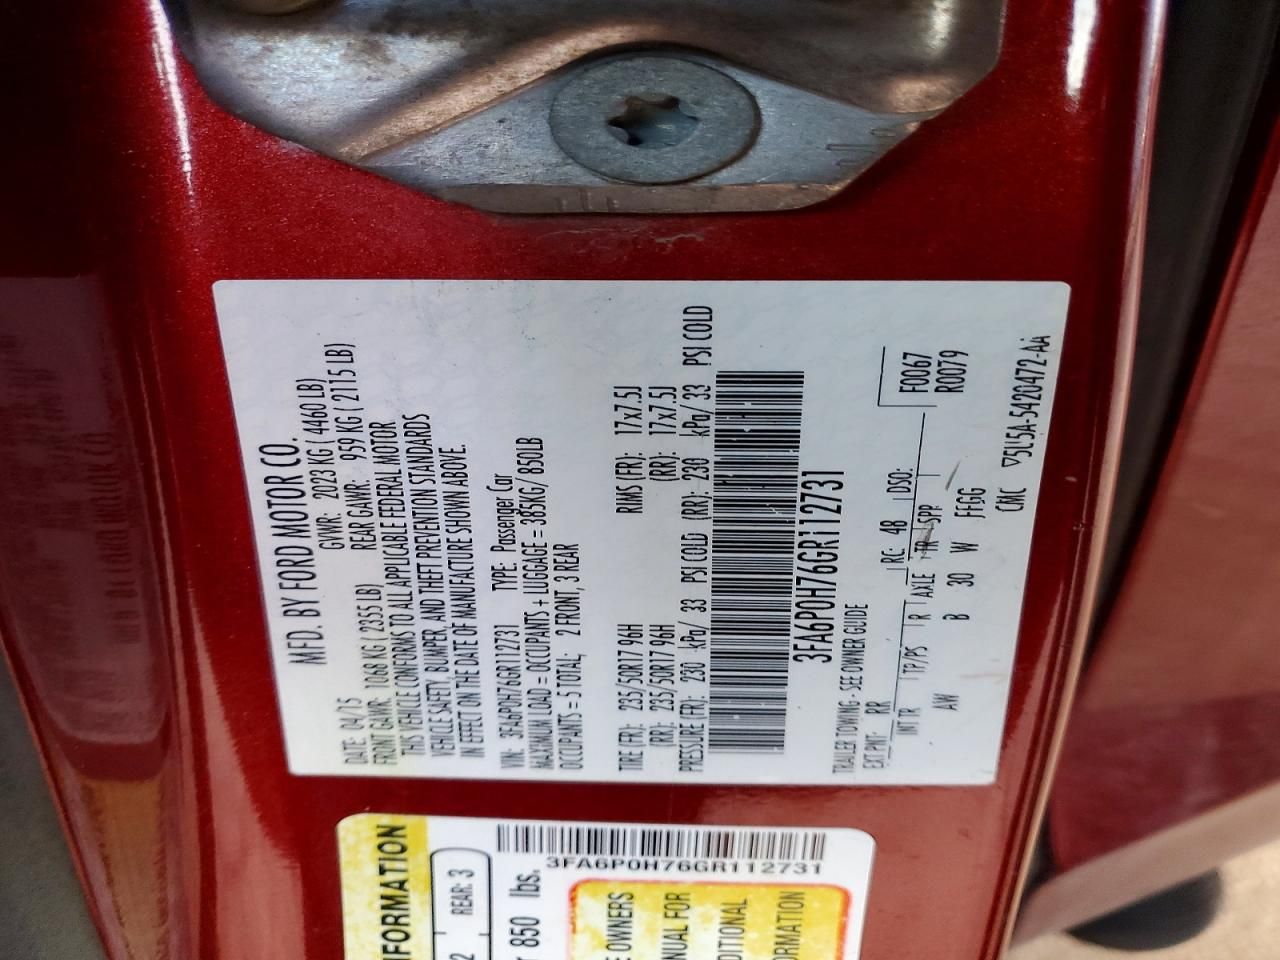 MFD. BY FORD MOTOR CO.
DATE: 04/15 GVWR: 2023 KG ( 4460 LB)
FRONT GAWR: 1068 KG ( 2355 LB) REAR GAWR: 959 KG ( 2115 LB)
THIS VEHICLE CONFORMS TO ALL APPLICABLE FEDERAL MOTOR
VEHICLE SAFETY, BUMPER, AND THEFT PREVENTION STANDARDS
IN EFFECT ON THE DATE OF MANUFACTURE SHOWN ABOVE.
VIN: 3FA6P0H76GR112731 TYPE: Passenger Car
MAXIMUM LOAD = OCCUPANTS + LUGGAGE = 385KG/ 850LB
OCCUPANTS = 5 TOTAL; 2 FRONT, 3 REAR
TIRE (FR): 235/50R17 96H RIMS (FR): 17x7.5J
(RR): 235/50R17 96H (RR): 17x7.5J
PRESSURE (FR): 230 kPa/ 33 PSI COLD (RR): 230 kPa/ 33 PSI COLD
3FA6P0H76GR112731
TRAILER TOWING - SEE OWNER GUIDE
EXT PNT: RR RC: 48 DSO: F0067
INT TR TP/PS R AXLE TR SPP R0079
AW B 30 W FFGG
CMC 5U5A-5420472-AA
3FA6P0H76GR112731
FORMATION
2 REAR: 3
850 lbs.
OWNERS
NUAL FOR
DITIONAL
RMATION